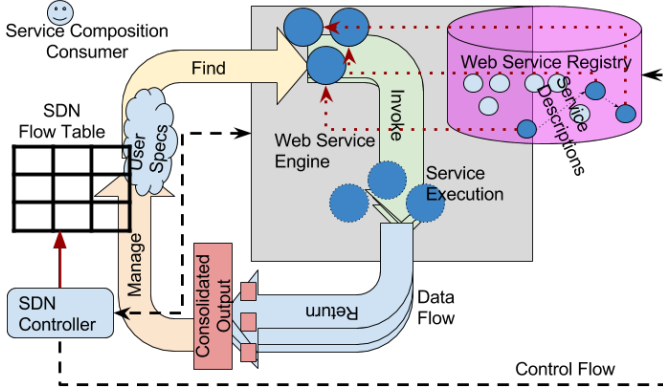 Service Composition
Consumer
Find
Web Service Registry
Service
Descriptions
SDN
Flow Table
User
Specs
Invoke
Web Service
Engine
Service
Execution
Manage
Consolidated
Output
Return
Data
Flow
SDN
Controller
Control Flow